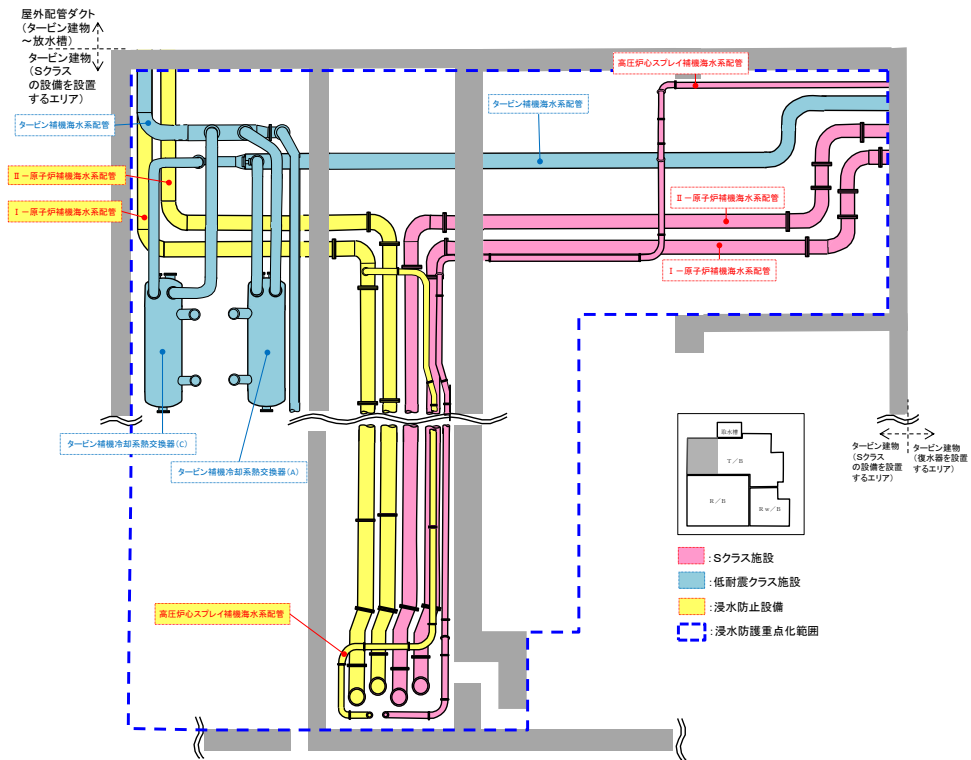 屋外配管ダクト
(タービン建物
～放水槽)
タービン建物
(Sクラス
の設備を設置
するエリア)
高圧炉心スプレイ補機海水系配管
タービン補機海水系配管
タービン補機海水系配管
Ⅱ－原子炉補機海水系配管
Ⅰ－原子炉補機海水系配管
Ⅱ－原子炉補機海水系配管
Ⅰ－原子炉補機海水系配管
タービン補機冷却系熱交換器(C)
タービン補機冷却系熱交換器(A)
タービン建物
(Sクラス
の設備を設置
するエリア)
タービン建物
(復水器を設置
するエリア)
放水槽
T／B
R／B
Rw／B
高圧炉心スプレイ補機海水系配管
:Sクラス施設
:低耐震クラス施設
:浸水防止設備
:浸水防護重点化範囲